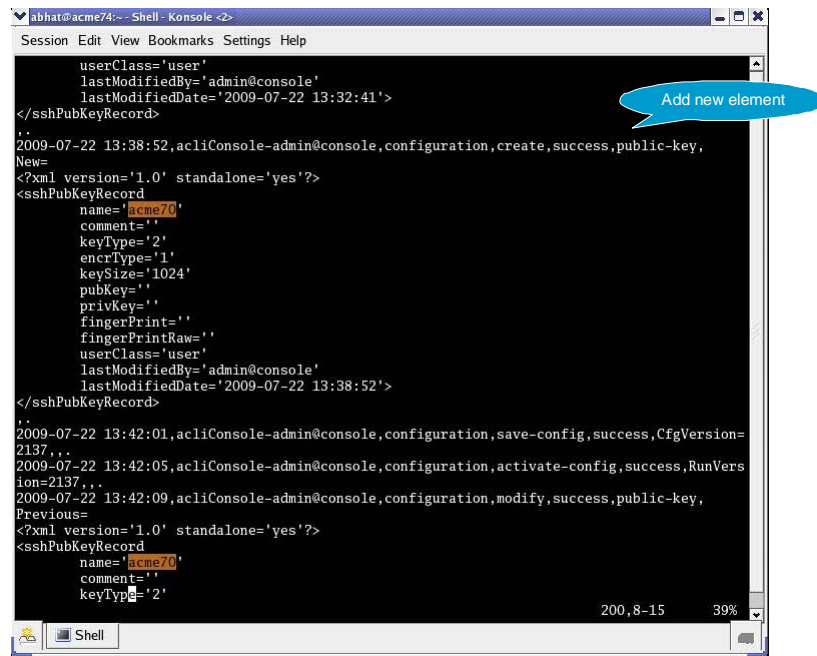 abhat@acme74:~ - Shell - Konsole <2>
Session Edit View Bookmarks Settings Help
userClass='user'
lastModifiedBy='admin@console'
lastModifiedDate='2009-07-22 13:32:41'>
</sshPubKeyRecord>
Add new element
,.
2009-07-22 13:38:52,acliConsole-admin@console,configuration,create,success,public-key,
New=
<?xml version='1.0' standalone='yes'?>
<sshPubKeyRecord
name='acme70'
comment=''
keyType='2'
encrType='1'
keySize='1024'
pubKey=''
privKey=''
fingerPrint=''
fingerPrintRaw=''
userClass='user'
lastModifiedBy='admin@console'
lastModifiedDate='2009-07-22 13:38:52'>
</sshPubKeyRecord>
,.
2009-07-22 13:42:01,acliConsole-admin@console,configuration,save-config,success,CfgVersion=
2137,,.
2009-07-22 13:42:05,acliConsole-admin@console,configuration,activate-config,success,RunVers
ion=2137,,.
2009-07-22 13:42:09,acliConsole-admin@console,configuration,modify,success,public-key,
Previous=
<?xml version='1.0' standalone='yes'?>
<sshPubKeyRecord
name='acme70'
comment=''
keyType='2'
200,8-15 39%
Shell